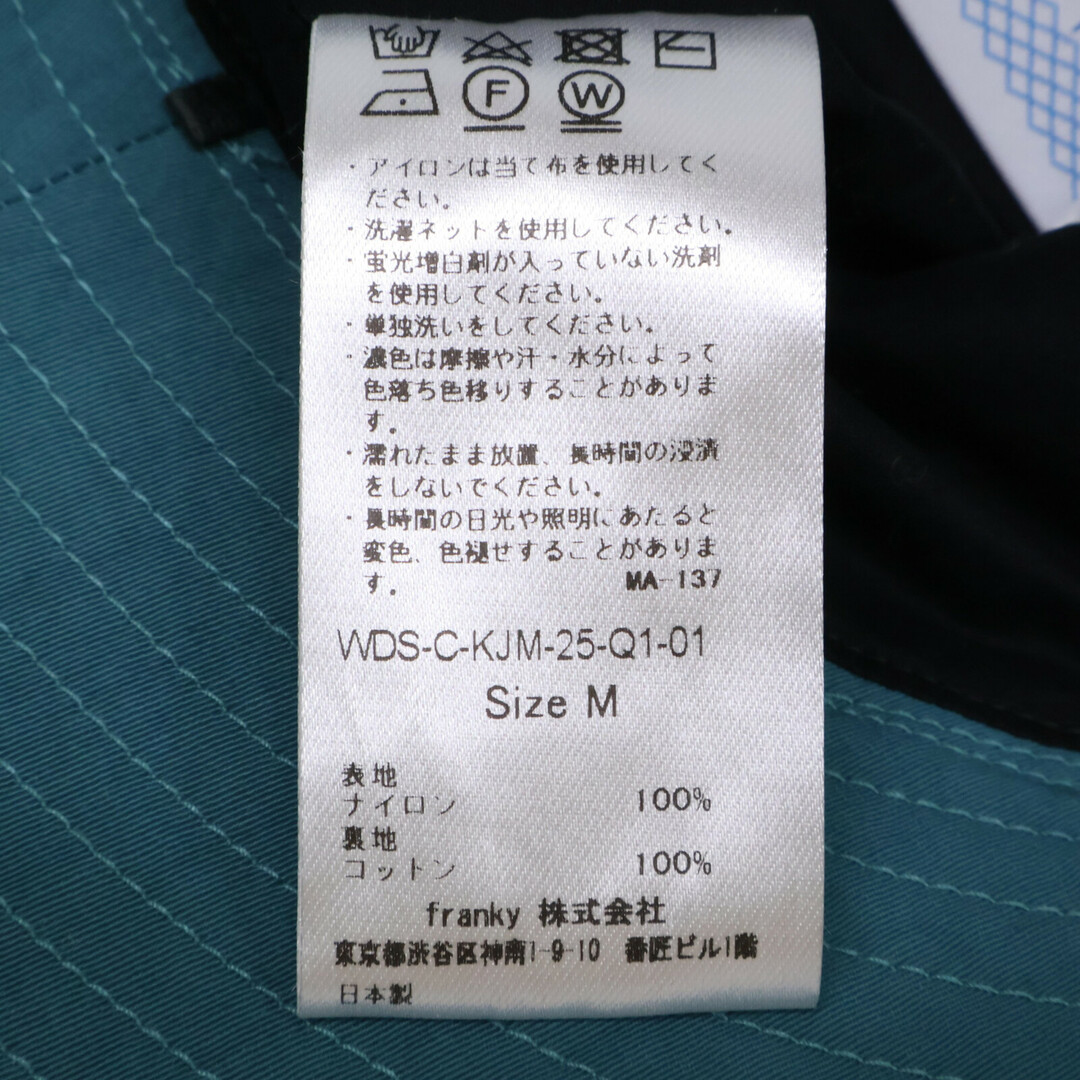 F W
・アイロンは当て布を使用してく
ださい。
・洗濯ネットを使用してください。
・蛍光増白剤が入っていない洗剤
を使用してください。
・単独洗いをしてください。
・濃色は摩擦や汗・水分によって
色落ち色移りすることがありま
す。
・濡れたまま放置、長時間の浸漬
をしないでください。
・長時間の日光や照明にあたると
変色、色褪せすることがありま
す。 MA-137
WDS-C-KJM-25-Q1-01
Size M
表地
ナイロン 100%
裏地
コットン 100%
franky 株式会社
東京都渋谷区神南1-9-10 番匠ビル1階
日本製